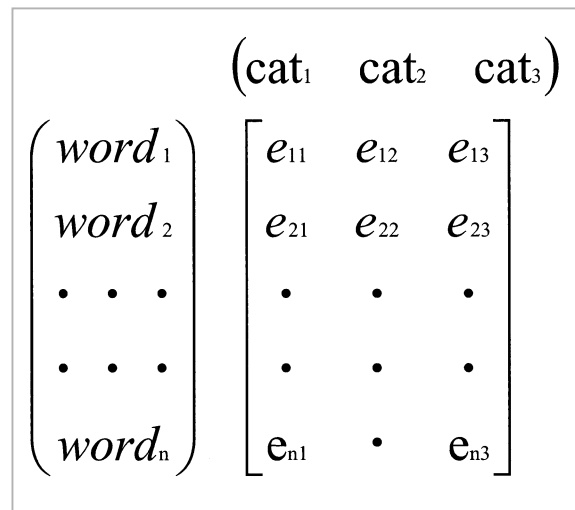 (cat₁ cat₂ cat₃)
word₁ e₁₁ e₁₂ e₁₃
word₂ e₂₁ e₂₂ e₂₃
· · · · · ·
· · · · · ·
wordₙ eₙ₁ · eₙ₃